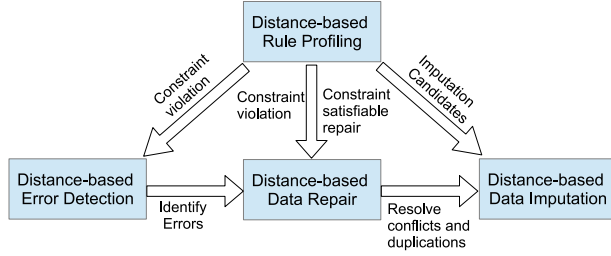 Distance-based
Rule Profiling
Constraint
violation
Constraint
violation
Constraint
satisfiable
repair
Imputation
Candidates
Distance-based
Error Detection
Identify
Errors
Distance-based
Data Repair
Resolve
conflicts and
duplications
Distance-based
Data Imputation